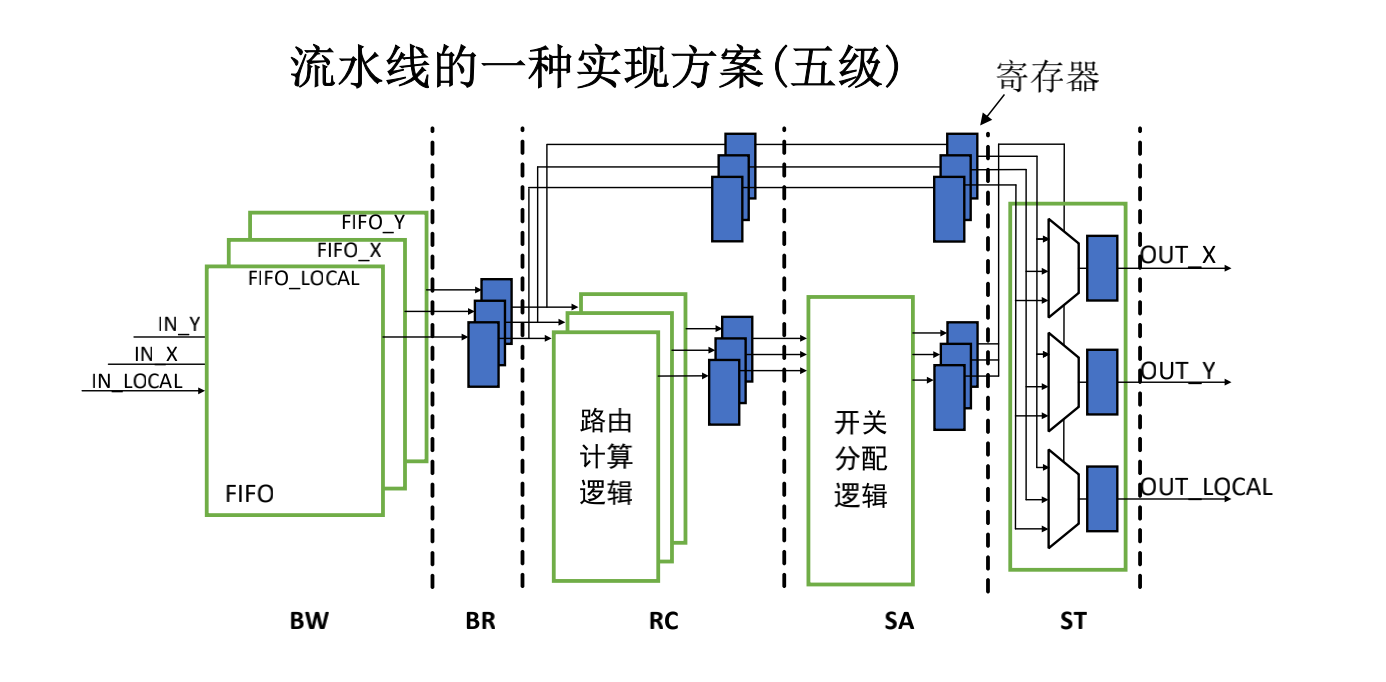 流水线的一种实现方案(五级)
寄存器
FIFO_Y
FIFO_X
FIFO_LOCAL
IN_Y
IN_X
IN_LOCAL
FIFO
路由
计算
逻辑
开关
分配
逻辑
OUT_X
OUT_Y
OUT_LOCAL
BW
BR
RC
SA
ST